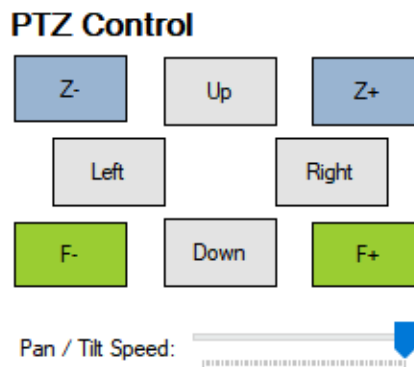 PTZ Control
Z- Up Z+
Left Right
F- Down F+
Pan / Tilt Speed: